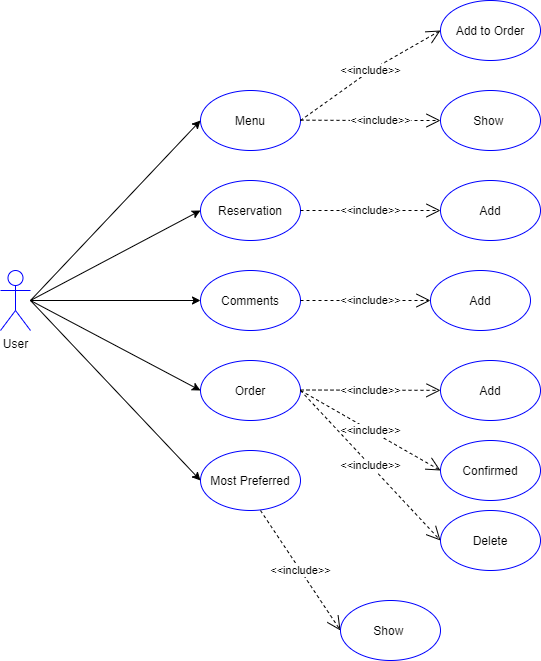 Add to Order
<<include>>
Menu
<<include>>
Show
Reservation
<<include>>
Add
Comments
<<include>>
Add
User
Order
<<include>>
Add
<<include>>
Confirmed
<<include>>
Most Preferred
Delete
<<include>>
Show